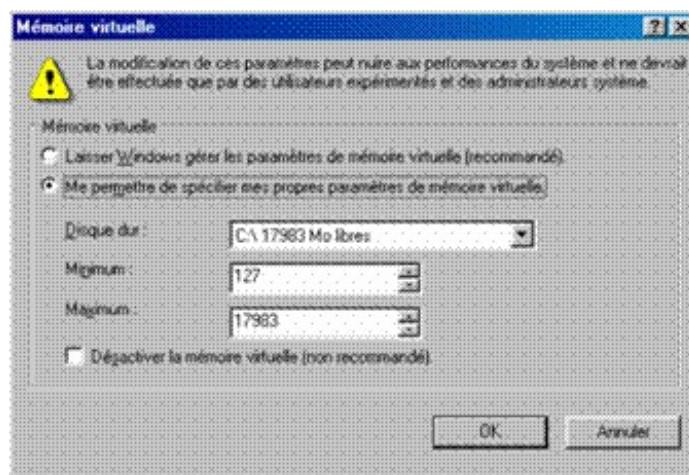 Mémoire virtuelle
La modification de ces paramètres peut nuire aux performances du système et ne devrait
être effectuée que par des utilisateurs expérimentés et des administrateurs système.
Mémoire virtuelle
Laisser Windows gérer les paramètres de mémoire virtuelle (recommandé).
Me permettre de spécifier mes propres paramètres de mémoire virtuelle.
Disque dur : C:\ 17983 Mo libres
Minimum : 127
Maximum : 17983
Désactiver la mémoire virtuelle (non recommandé).
OK Annuler